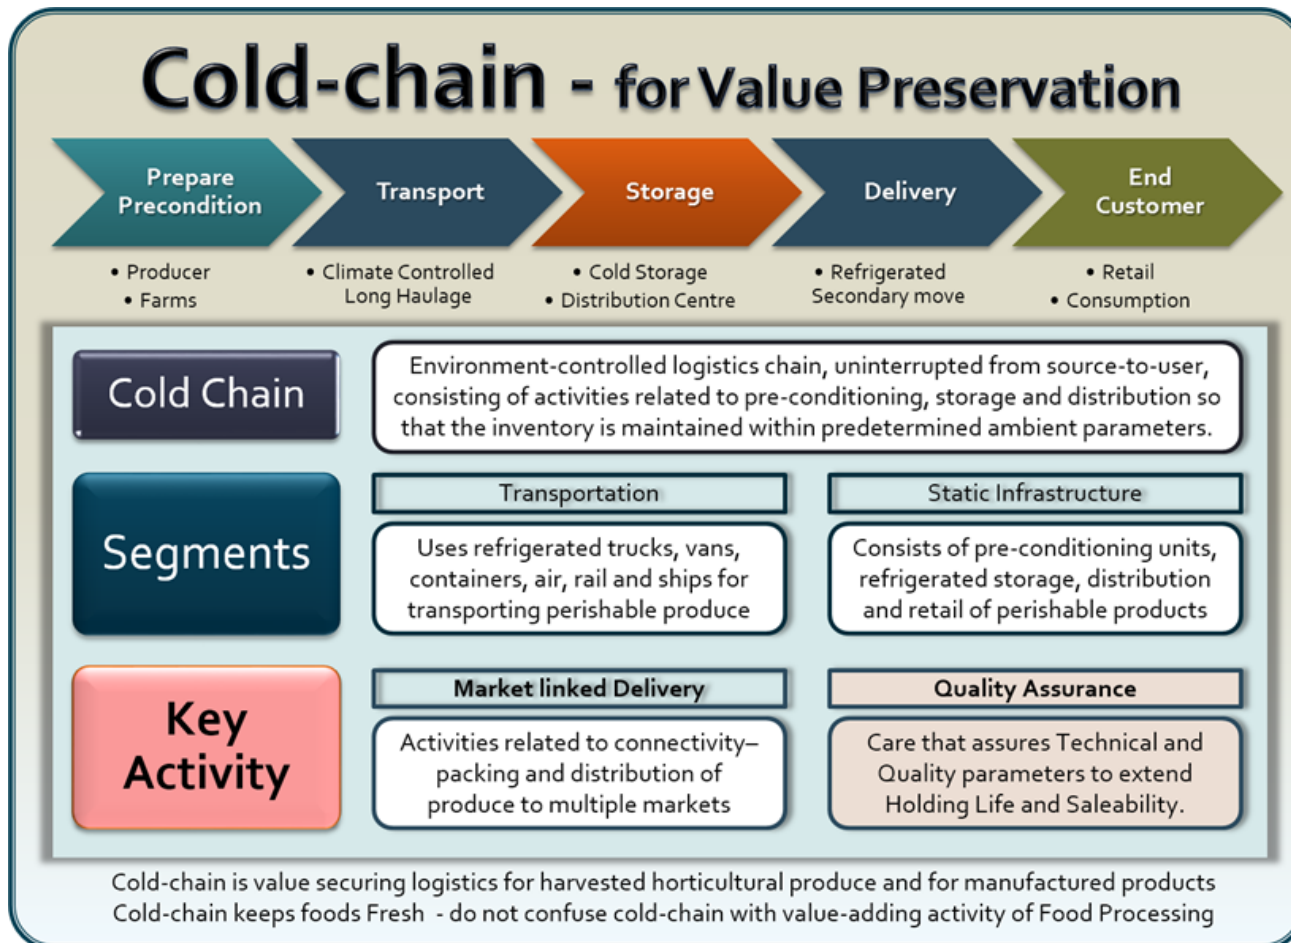 Cold-chain - for Value Preservation
Prepare
Precondition
Transport
Storage
Delivery
End
Customer
• Producer
• Farms
• Climate Controlled
Long Haulage
• Cold Storage
• Distribution Centre
• Refrigerated
Secondary move
• Retail
• Consumption
Cold Chain
Environment-controlled logistics chain, uninterrupted from source-to-user,
consisting of activities related to pre-conditioning, storage and distribution so
that the inventory is maintained within predetermined ambient parameters.
Segments
Transportation
Uses refrigerated trucks, vans,
containers, air, rail and ships for
transporting perishable produce
Static Infrastructure
Consists of pre-conditioning units,
refrigerated storage, distribution
and retail of perishable products
Key
Activity
Market linked Delivery
Activities related to connectivity–
packing and distribution of
produce to multiple markets
Quality Assurance
Care that assures Technical and
Quality parameters to extend
Holding Life and Saleability.
Cold-chain is value securing logistics for harvested horticultural produce and for manufactured products
Cold-chain keeps foods Fresh - do not confuse cold-chain with value-adding activity of Food Processing